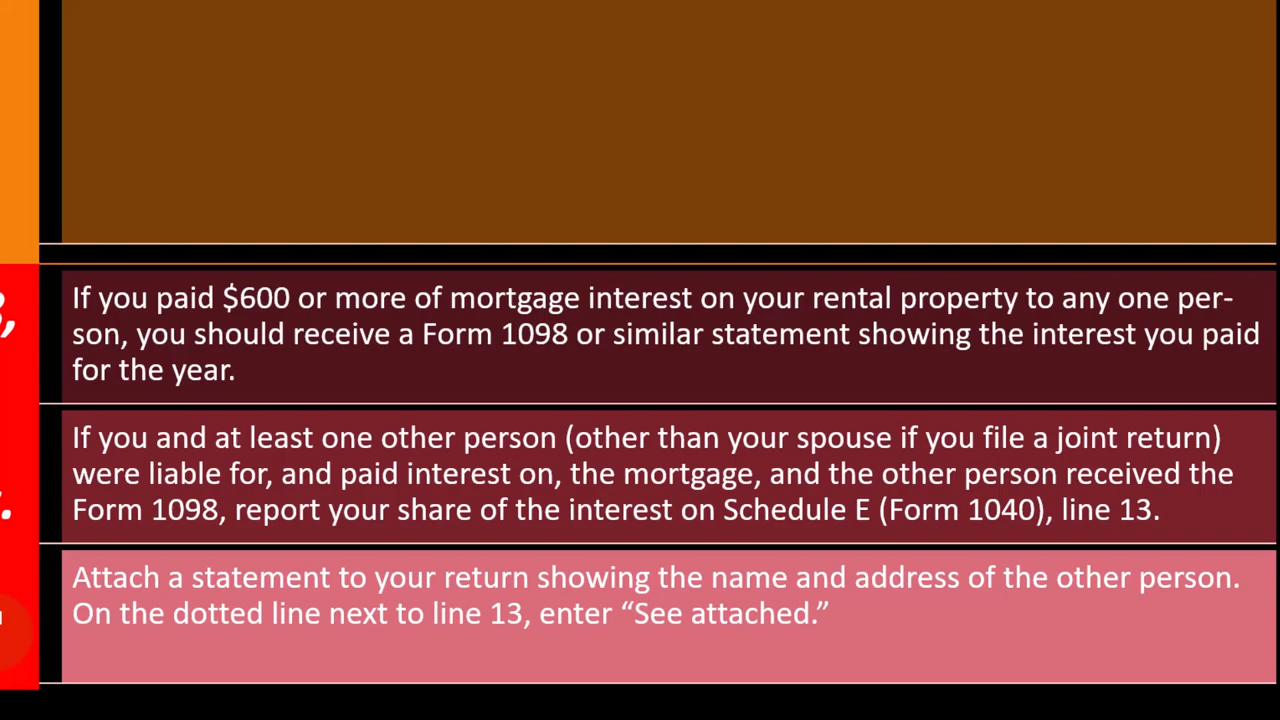 If you paid $600 or more of mortgage interest on your rental property to any one per-
son, you should receive a Form 1098 or similar statement showing the interest you paid
for the year.
If you and at least one other person (other than your spouse if you file a joint return)
were liable for, and paid interest on, the mortgage, and the other person received the
Form 1098, report your share of the interest on Schedule E (Form 1040), line 13.
Attach a statement to your return showing the name and address of the other person.
On the dotted line next to line 13, enter “See attached.”